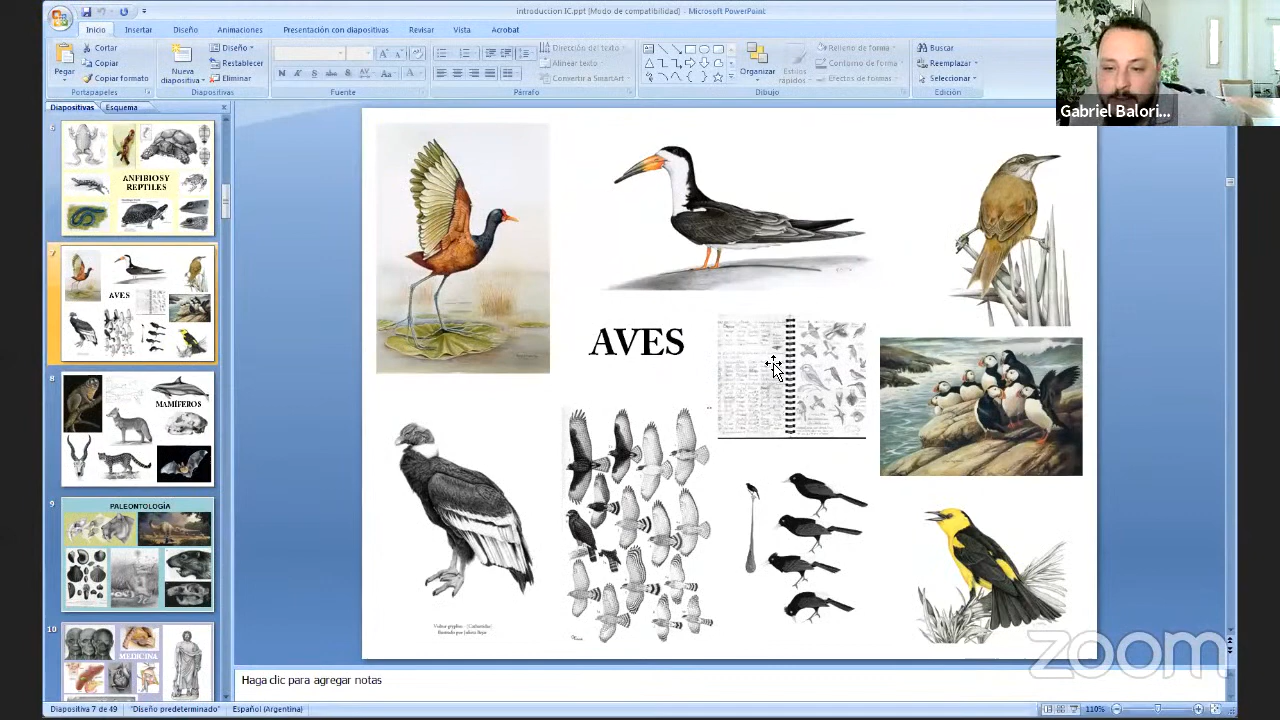 introduccion IC.ppt [Modo de compatibilidad] - Microsoft PowerPoint
Inicio Insertar Diseño Animaciones Presentación con diapositivas Revisar Vista Acrobat
Pegar
Cortar
Copiar
Copiar formato
Portapapeles
Nueva diapositiva
Diseño
Restablecer
Eliminar
Diapositivas
Fuente
Dirección del texto
Alinear texto
Convertir a SmartArt
Párrafo
Organizar
Estilos rápidos
Relleno de forma
Contorno de forma
Efectos de formas
Dibujo
Buscar
Reemplazar
Seleccionar
Edición
Gabriel Balori...
Diapositivas Esquema
ANFIBIOS Y
REPTILES
7
AVES
8
MAMÍFEROS
9
PALEONTOLOGÍA
10
MEDICINA
AVES
zoom
Haga clic para agregar notas
Diapositiva 7 de 49 "Diseño predeterminado" Español (Argentina) 110%